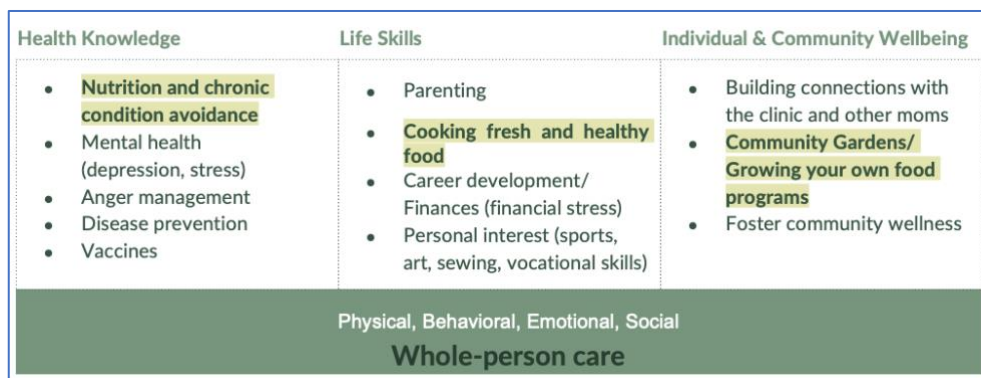 Health Knowledge
• Nutrition and chronic
condition avoidance
• Mental health
(depression, stress)
• Anger management
• Disease prevention
• Vaccines
Life Skills
• Parenting
• Cooking fresh and healthy
food
• Career development/
Finances (financial stress)
• Personal interest (sports,
art, sewing, vocational skills)
Individual & Community Wellbeing
• Building connections with
the clinic and other moms
• Community Gardens/
Growing your own food
programs
• Foster community wellness
Physical, Behavioral, Emotional, Social
Whole-person care